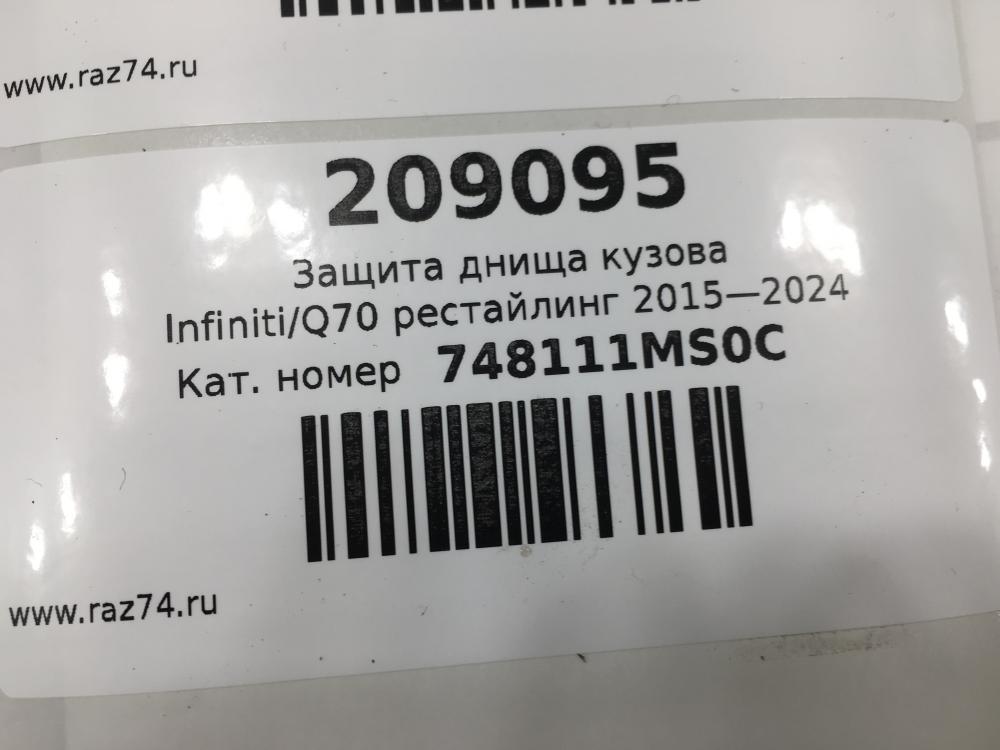 www.raz74.ru
209095
Защита днища кузова
Infiniti/Q70 рестайлинг 2015—2024
Кат. номер 748111MS0C
www.raz74.ru